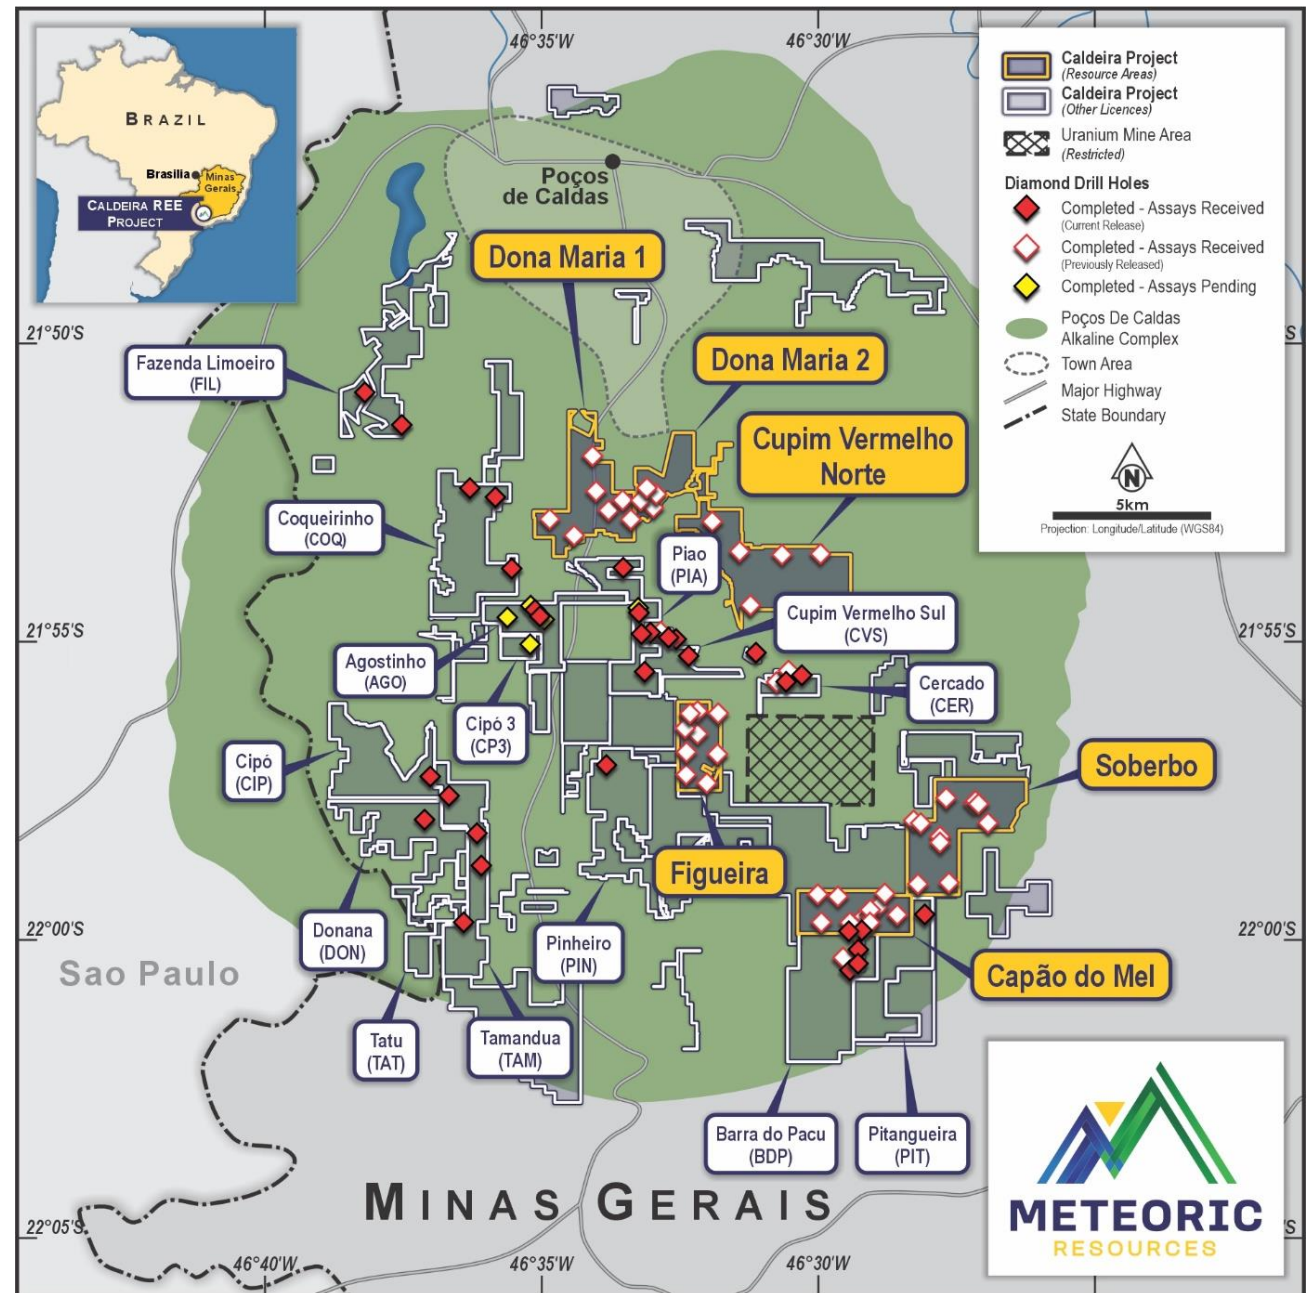 46°35'W
46°30'W
BRAZIL
Brasilia
Minas
Gerais
CALDEIRA REE
PROJECT
Poços
de Caldas
Caldeira Project
(Resource Areas)
Caldeira Project
(Other Licences)
Uranium Mine Area
(Restricted)
Diamond Drill Holes
Completed - Assays Received
(Current Release)
Completed - Assays Received
(Previously Released)
Completed - Assays Pending
Poços De Caldas
Alkaline Complex
Town Area
Major Highway
State Boundary
N
5km
Projection: Longitude/Latitude (WGS84)
Dona Maria 1
21°50'S
S
Fazenda Limoeiro
(FIL)
Dona Maria 2
Cupim Vermelho
Norte
Coqueirinho
(COQ)
Piao
(PIA)
Cupim Vermelho Sul
(CVS)
21°55'S
21°55'S
Agostinho
(AGO)
Cercado
(CER)
Cipó 3
(CP3)
Cipó
(CIP)
Soberbo
Figueira
Donana
(DON)
Pinheiro
(PIN)
22°00'S
22°00'S
Sao Paulo
Capão do Mel
Tatu
(TAT)
Tamandua
(TAM)
Barra do Pacu
(BDP)
Pitangueira
(PIT)
MINAS GERAIS
METEORIC
RESOURCES
22°05'S
'S
46°40'W
46°35'W
46°30'W